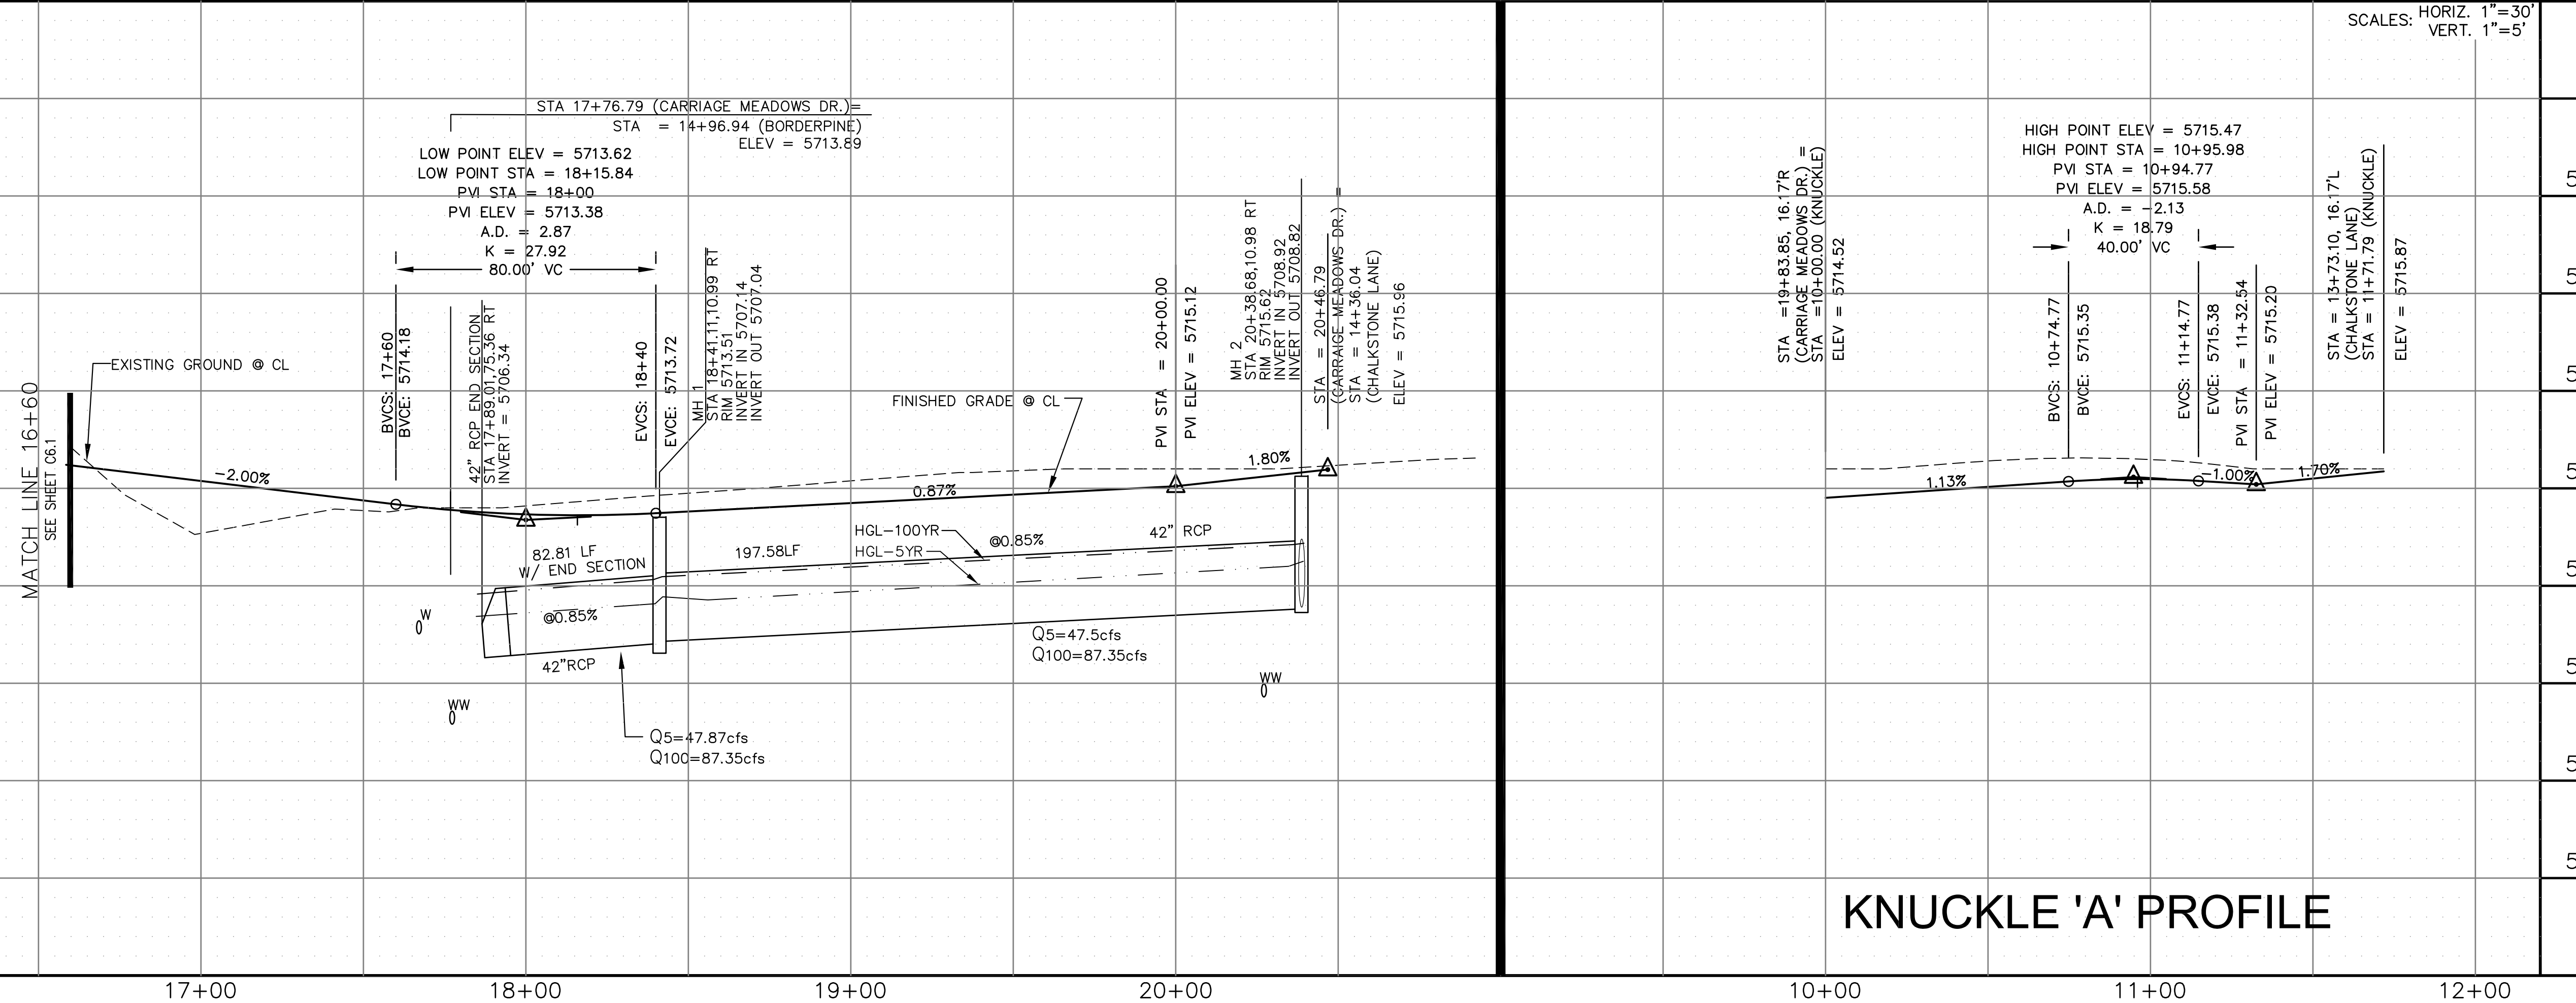 SCALES: HORIZ. 1"=30'
VERT. 1"=5'
STA 17+76.79 (CARRIAGE MEADOWS DR.)=
STA = 14+96.94 (BORDERPINE)
ELEV = 5713.89
LOW POINT ELEV = 5713.62
LOW POINT STA = 18+15.84
PVI STA = 18+00
PVI ELEV = 5713.38
A.D. = 2.87
K = 27.92
80.00' VC
EXISTING GROUND @ CL
MATCH LINE 16+60
SEE SHEET C6.1
-2.00%
BVCS: 17+60
BVCE: 5714.18
42" RCP END SECTION
STA 17+89.01,75.36 RT
INVERT = 5706.34
EVCS: 18+40
EVCE: 5713.72
MH 1
STA 18+41.11,10.99 RT
RIM 5713.51
INVERT IN 5707.14
INVERT OUT 5707.04
FINISHED GRADE @ CL
0.87%
PVI STA = 20+00.00
PVI ELEV = 5715.12
MH 2
STA 20+38.68,10.98 RT
RIM 5715.62
INVERT IN 5708.92
INVERT OUT 5708.82
STA = 20+46.79
(CARRAIGE MEADOWS DR.) =
STA = 14+36.04
(CHALKSTONE LANE)
ELEV = 5715.96
1.80%
82.81 LF
W/ END SECTION
@0.85%
42"RCP
197.58LF
HGL-100YR
HGL-5YR
@0.85%
42" RCP
Q5=47.5cfs
Q100=87.35cfs
W
WW
WW
Q5=47.87cfs
Q100=87.35cfs
17+00
18+00
19+00
20+00
STA =19+83.85, 16.17'R
(CARRIAGE MEADOWS DR.) =
STA =10+00.00 (KNUCKLE)
ELEV = 5714.52
HIGH POINT ELEV = 5715.47
HIGH POINT STA = 10+95.98
PVI STA = 10+94.77
PVI ELEV = 5715.58
A.D. = -2.13
K = 18.79
40.00' VC
BVCS: 10+74.77
BVCE: 5715.35
EVCS: 11+14.77
EVCE: 5715.38
PVI STA = 11+32.54
PVI ELEV = 5715.20
STA = 13+73.10, 16.17'L
(CHALKSTONE LANE)
STA = 11+71.79 (KNUCKLE)
ELEV = 5715.87
1.13%
-1.00%
1.70%
KNUCKLE 'A' PROFILE
10+00
11+00
12+00
5
5
5
5
5
5
5
5